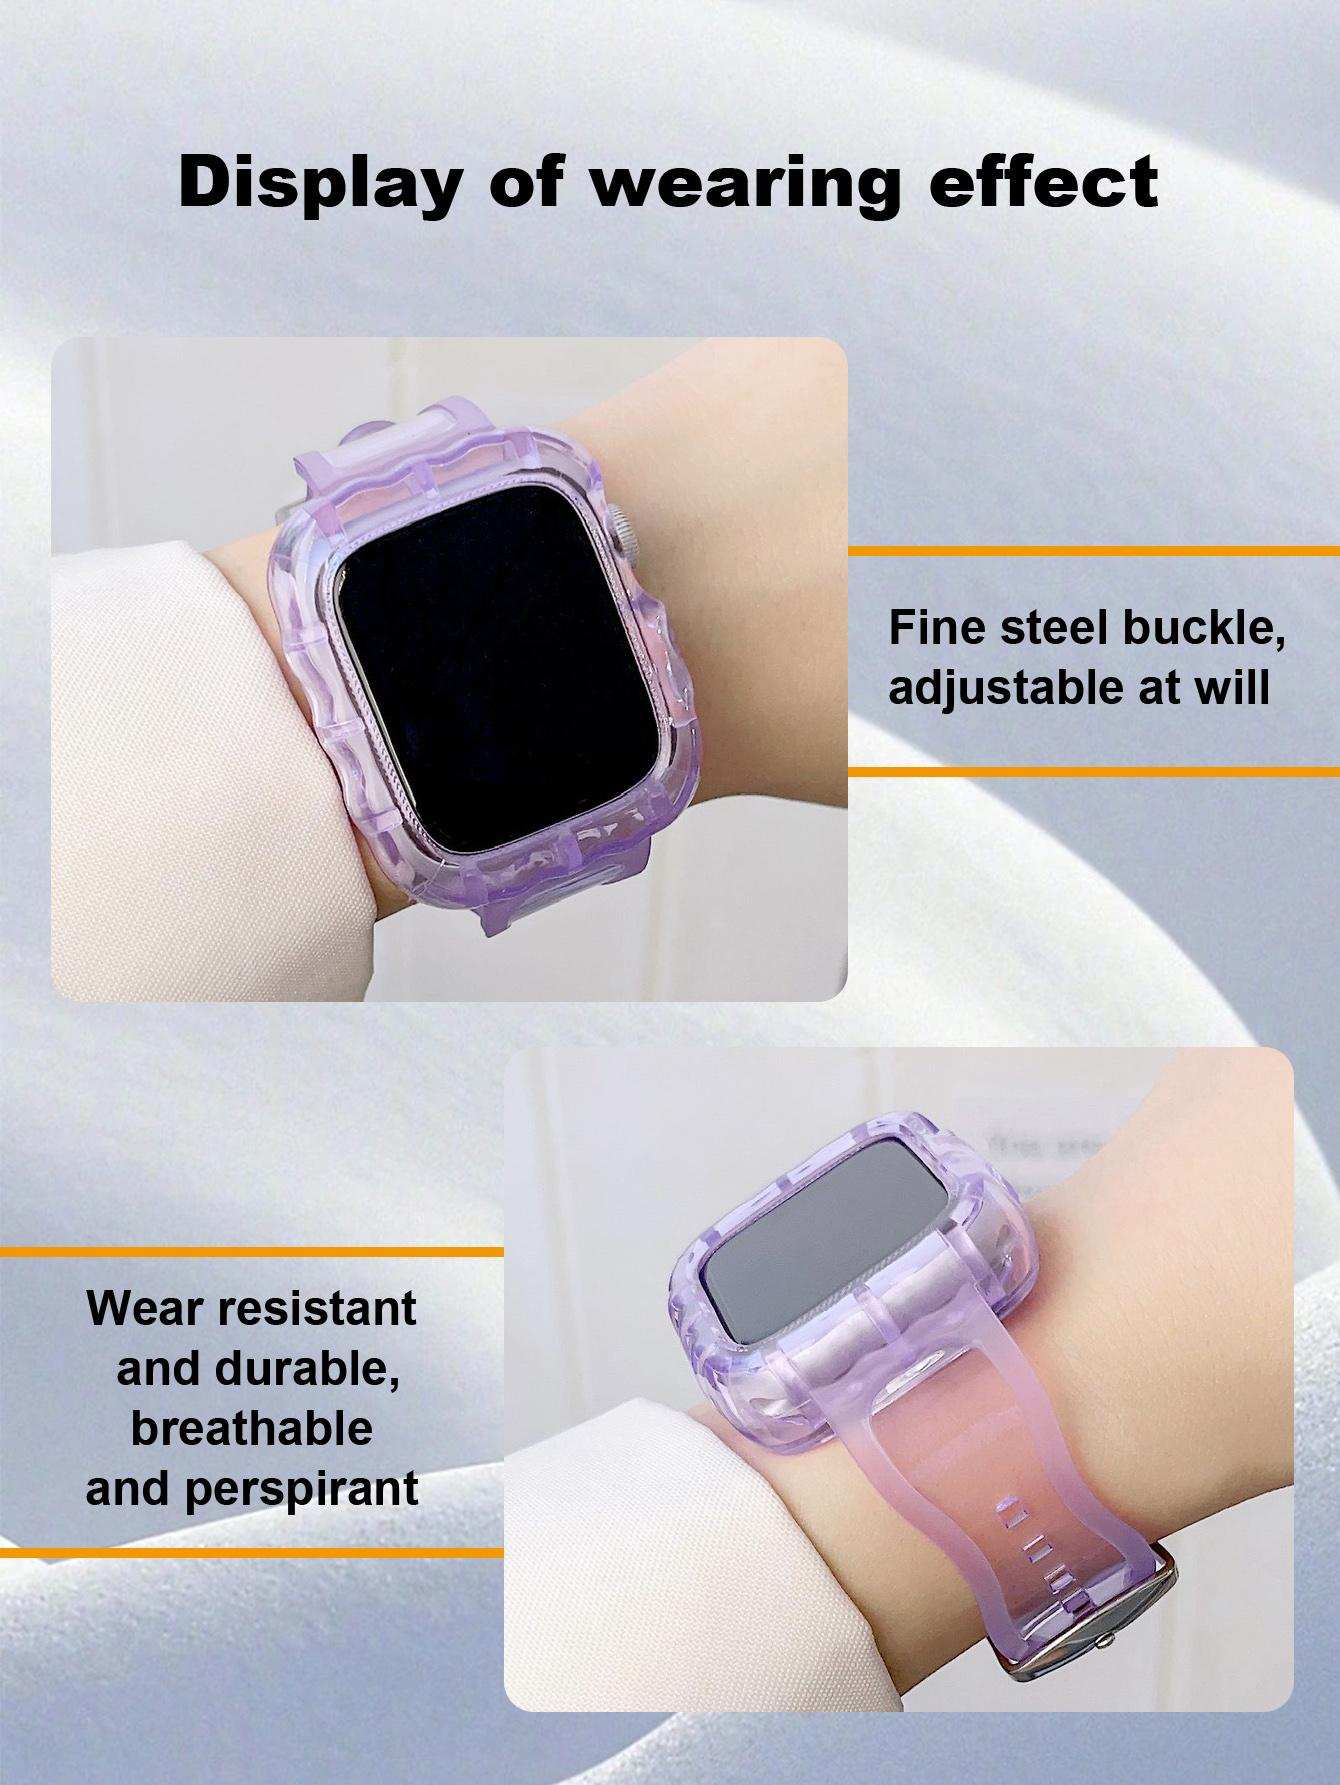 Display of wearing effect
Fine steel buckle,
adjustable at will
Wear resistant
and durable,
breathable
and perspirant